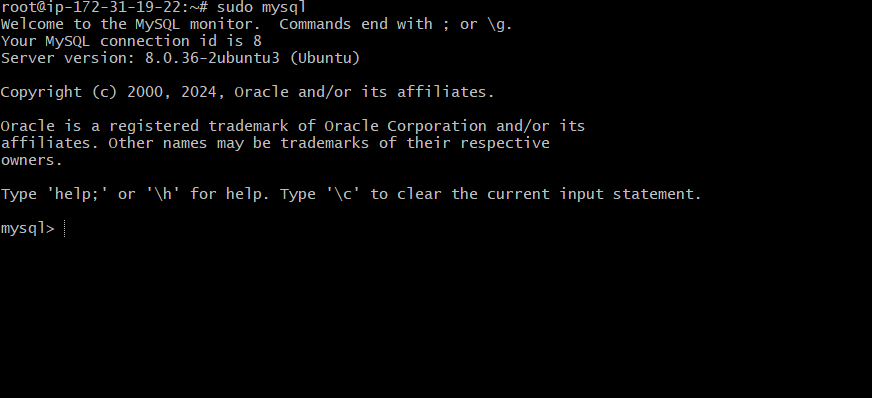 root@ip-172-31-19-22:~# sudo mysql
Welcome to the MySQL monitor.  Commands end with ; or \g.
Your MySQL connection id is 8
Server version: 8.0.36-2ubuntu3 (Ubuntu)
Copyright (c) 2000, 2024, Oracle and/or its affiliates.
Oracle is a registered trademark of Oracle Corporation and/or its
affiliates. Other names may be trademarks of their respective
owners.
Type 'help;' or '\h' for help. Type '\c' to clear the current input statement.
mysql>